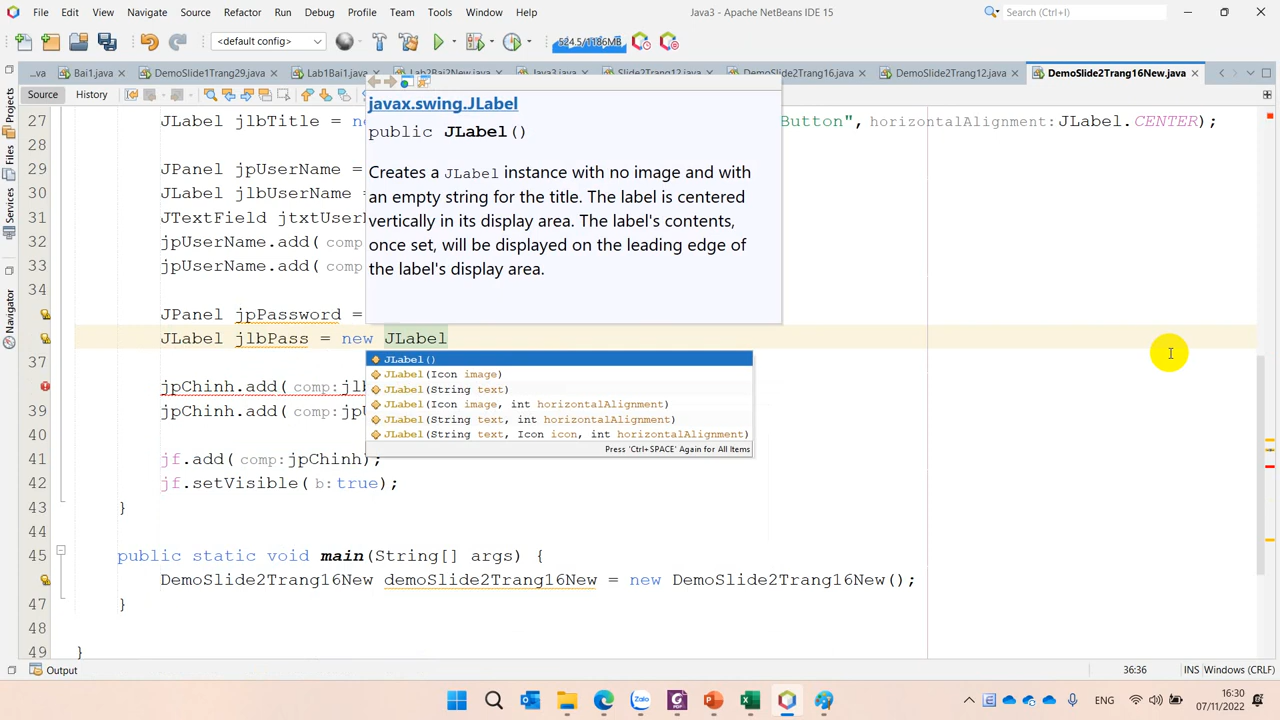 File Edit View Navigate Source Refactor Run Debug Profile Team Tools Window Help
Java3 - Apache NetBeans IDE 15
Search (Ctrl+I)
<default config>
524.5/1186MB
...va Bai1.java DemoSlide1Trang29.java Lab1Bai1.java Lab2Bai2New.java Java3.java Slide2Trang12.java DemoSlide2Trang16.java DemoSlide2Trang12.java DemoSlide2Trang16New.java
Source History
Projects
Files
Services
Navigator
27 JLabel jlbTitle = ne Button", horizontalAlignment: JLabel.CENTER);
28
29 JPanel jpUserName =
30 JLabel jlbUserName =
31 JTextField jtxtUserN
32 jpUserName.add( comp
33 jpUserName.add( comp
34
JPanel jpPassword =
JLabel jlbPass = new JLabel
37
jpChinh.add( comp: jlb
39 jpChinh.add( comp: jpU
40
41 jf.add( comp: jpChinh);
42 jf.setVisible( b: true);
43 }
44
45 public static void main(String[] args) {
DemoSlide2Trang16New demoSlide2Trang16New = new DemoSlide2Trang16New();
47 }
48
49 }
javax.swing.JLabel
public JLabel()
Creates a JLabel instance with no image and with
an empty string for the title. The label is centered
vertically in its display area. The label's contents,
once set, will be displayed on the leading edge of
the label's display area.
JLabel()
JLabel(Icon image)
JLabel(String text)
JLabel(Icon image, int horizontalAlignment)
JLabel(String text, int horizontalAlignment)
JLabel(String text, Icon icon, int horizontalAlignment)
Press 'Ctrl+SPACE' Again for All Items
Output
36:36 INS Windows (CRLF)
Zalo
PDF
ENG
16:30
07/11/2022